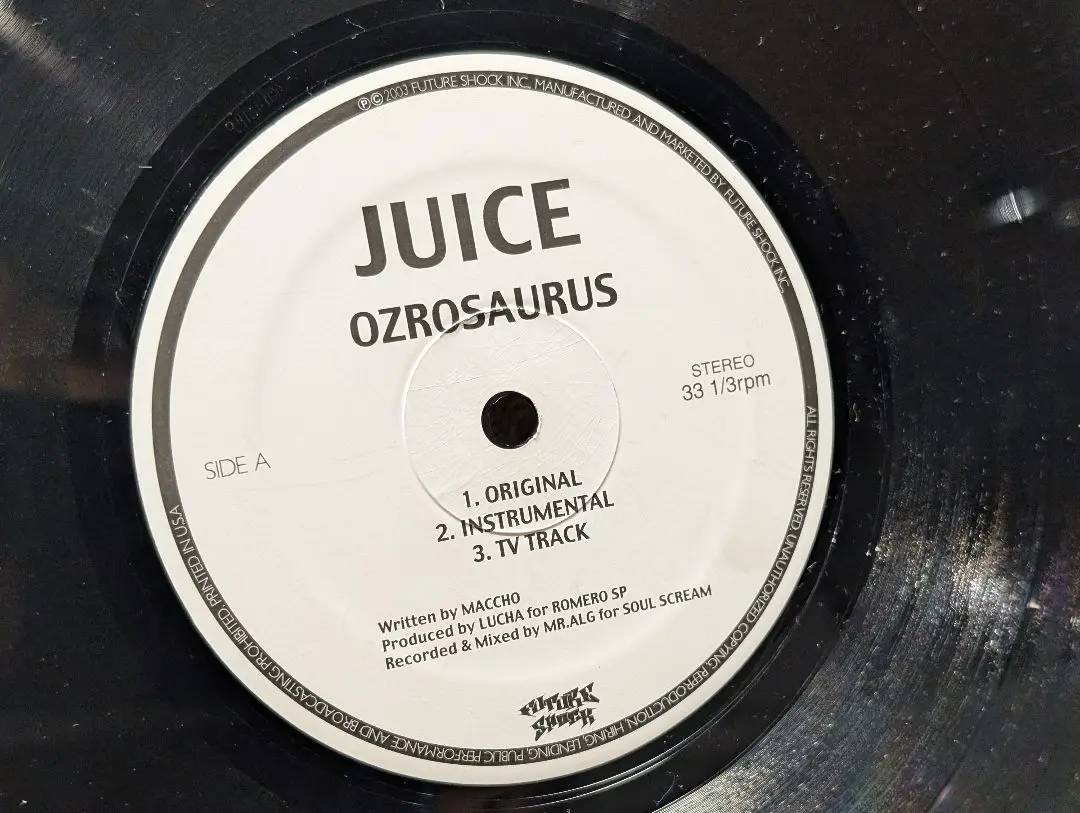 ℗©2003 FUTURE SHOCK INC. MANUFACTURED AND MARKETED BY FUTURE SHOCK INC.
JUICE
OZROSAURUS
STEREO
33 1/3rpm
SIDE A
1. ORIGINAL
2. INSTRUMENTAL
3. TV TRACK
Written by MACCHO
Produced by LUCHA for ROMERO SP
Recorded & Mixed by MR.ALG for SOUL SCREAM
FUTURE
SHOCK
ALL RIGHTS RESERVED. UNAUTHORIZED COPYING, REPRODUCTION, HIRING, LENDING, PUBLIC PERFORMANCE AND BROADCASTING PROHIBITED. PRINTED IN U.S.A